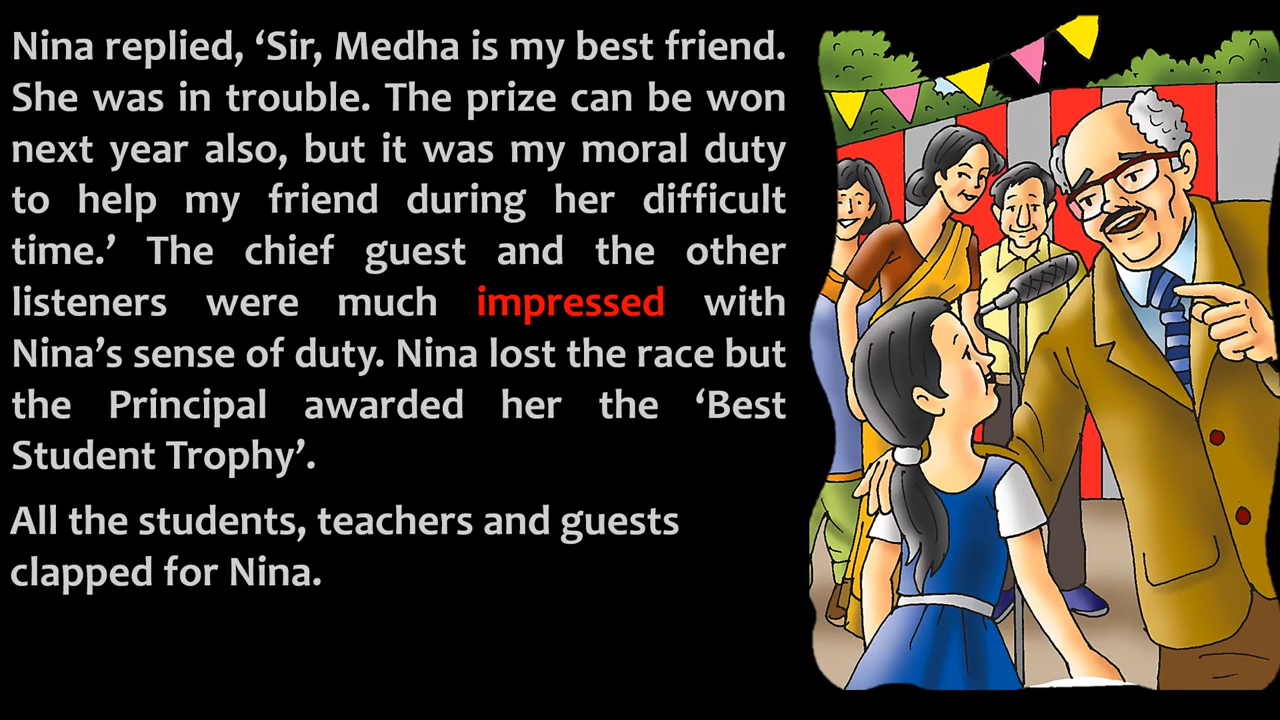 Nina replied, ‘Sir, Medha is my best friend.
She was in trouble. The prize can be won
next year also, but it was my moral duty
to help my friend during her difficult
time.’ The chief guest and the other
listeners were much impressed with
Nina’s sense of duty. Nina lost the race but
the Principal awarded her the ‘Best
Student Trophy’.
All the students, teachers and guests
clapped for Nina.